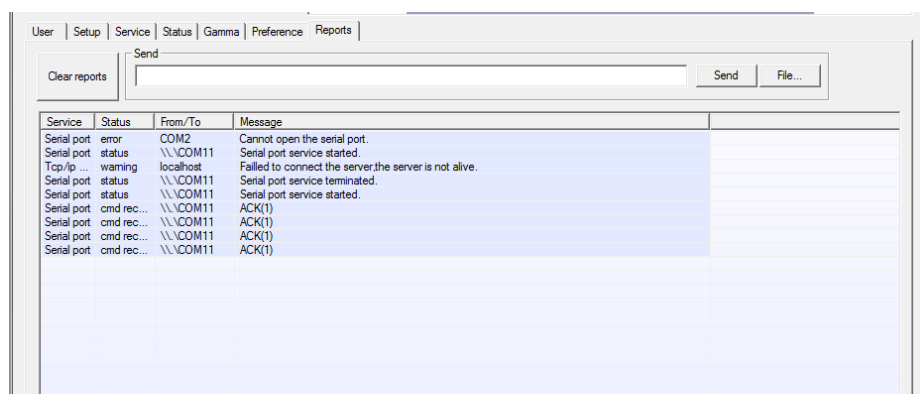 User Setup Service Status Gamma Preference Reports
Send
Clear reports
Send File...
Service Status From/To Message
Serial port error COM2 Cannot open the serial port.
Serial port status \\.\COM11 Serial port service started.
Tcp/ip ... warning localhost Failled to connect the server,the server is not alive.
Serial port status \\.\COM11 Serial port service terminated.
Serial port status \\.\COM11 Serial port service started.
Serial port cmd rec... \\.\COM11 ACK(1)
Serial port cmd rec... \\.\COM11 ACK(1)
Serial port cmd rec... \\.\COM11 ACK(1)
Serial port cmd rec... \\.\COM11 ACK(1)